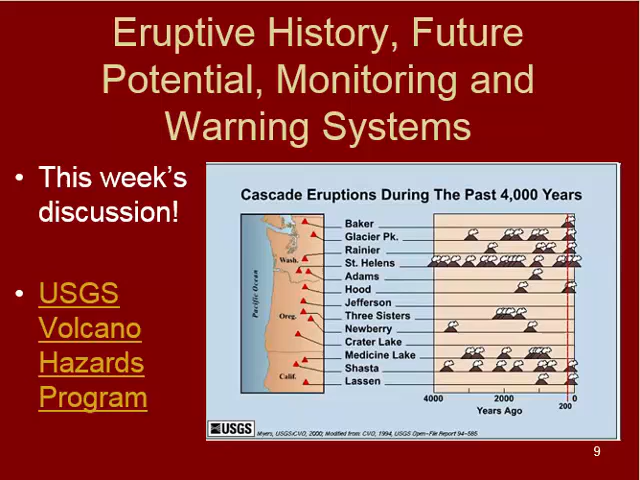 Eruptive History, Future
Potential, Monitoring and
Warning Systems
• This week's
discussion!
• USGS
Volcano
Hazards
Program
Cascade Eruptions During The Past 4,000 Years
Pacific Ocean
Wash.
Oreg.
Calif.
Baker
Glacier Pk.
Rainier
St. Helens
Adams
Hood
Jefferson
Three Sisters
Newberry
Crater Lake
Medicine Lake
Shasta
Lassen
4000 2000 0
200
Years Ago
USGS
Myers, USGS/CVO, 2000; Modified from: CVO, 1994, USGS Open-File Report 94-585
9